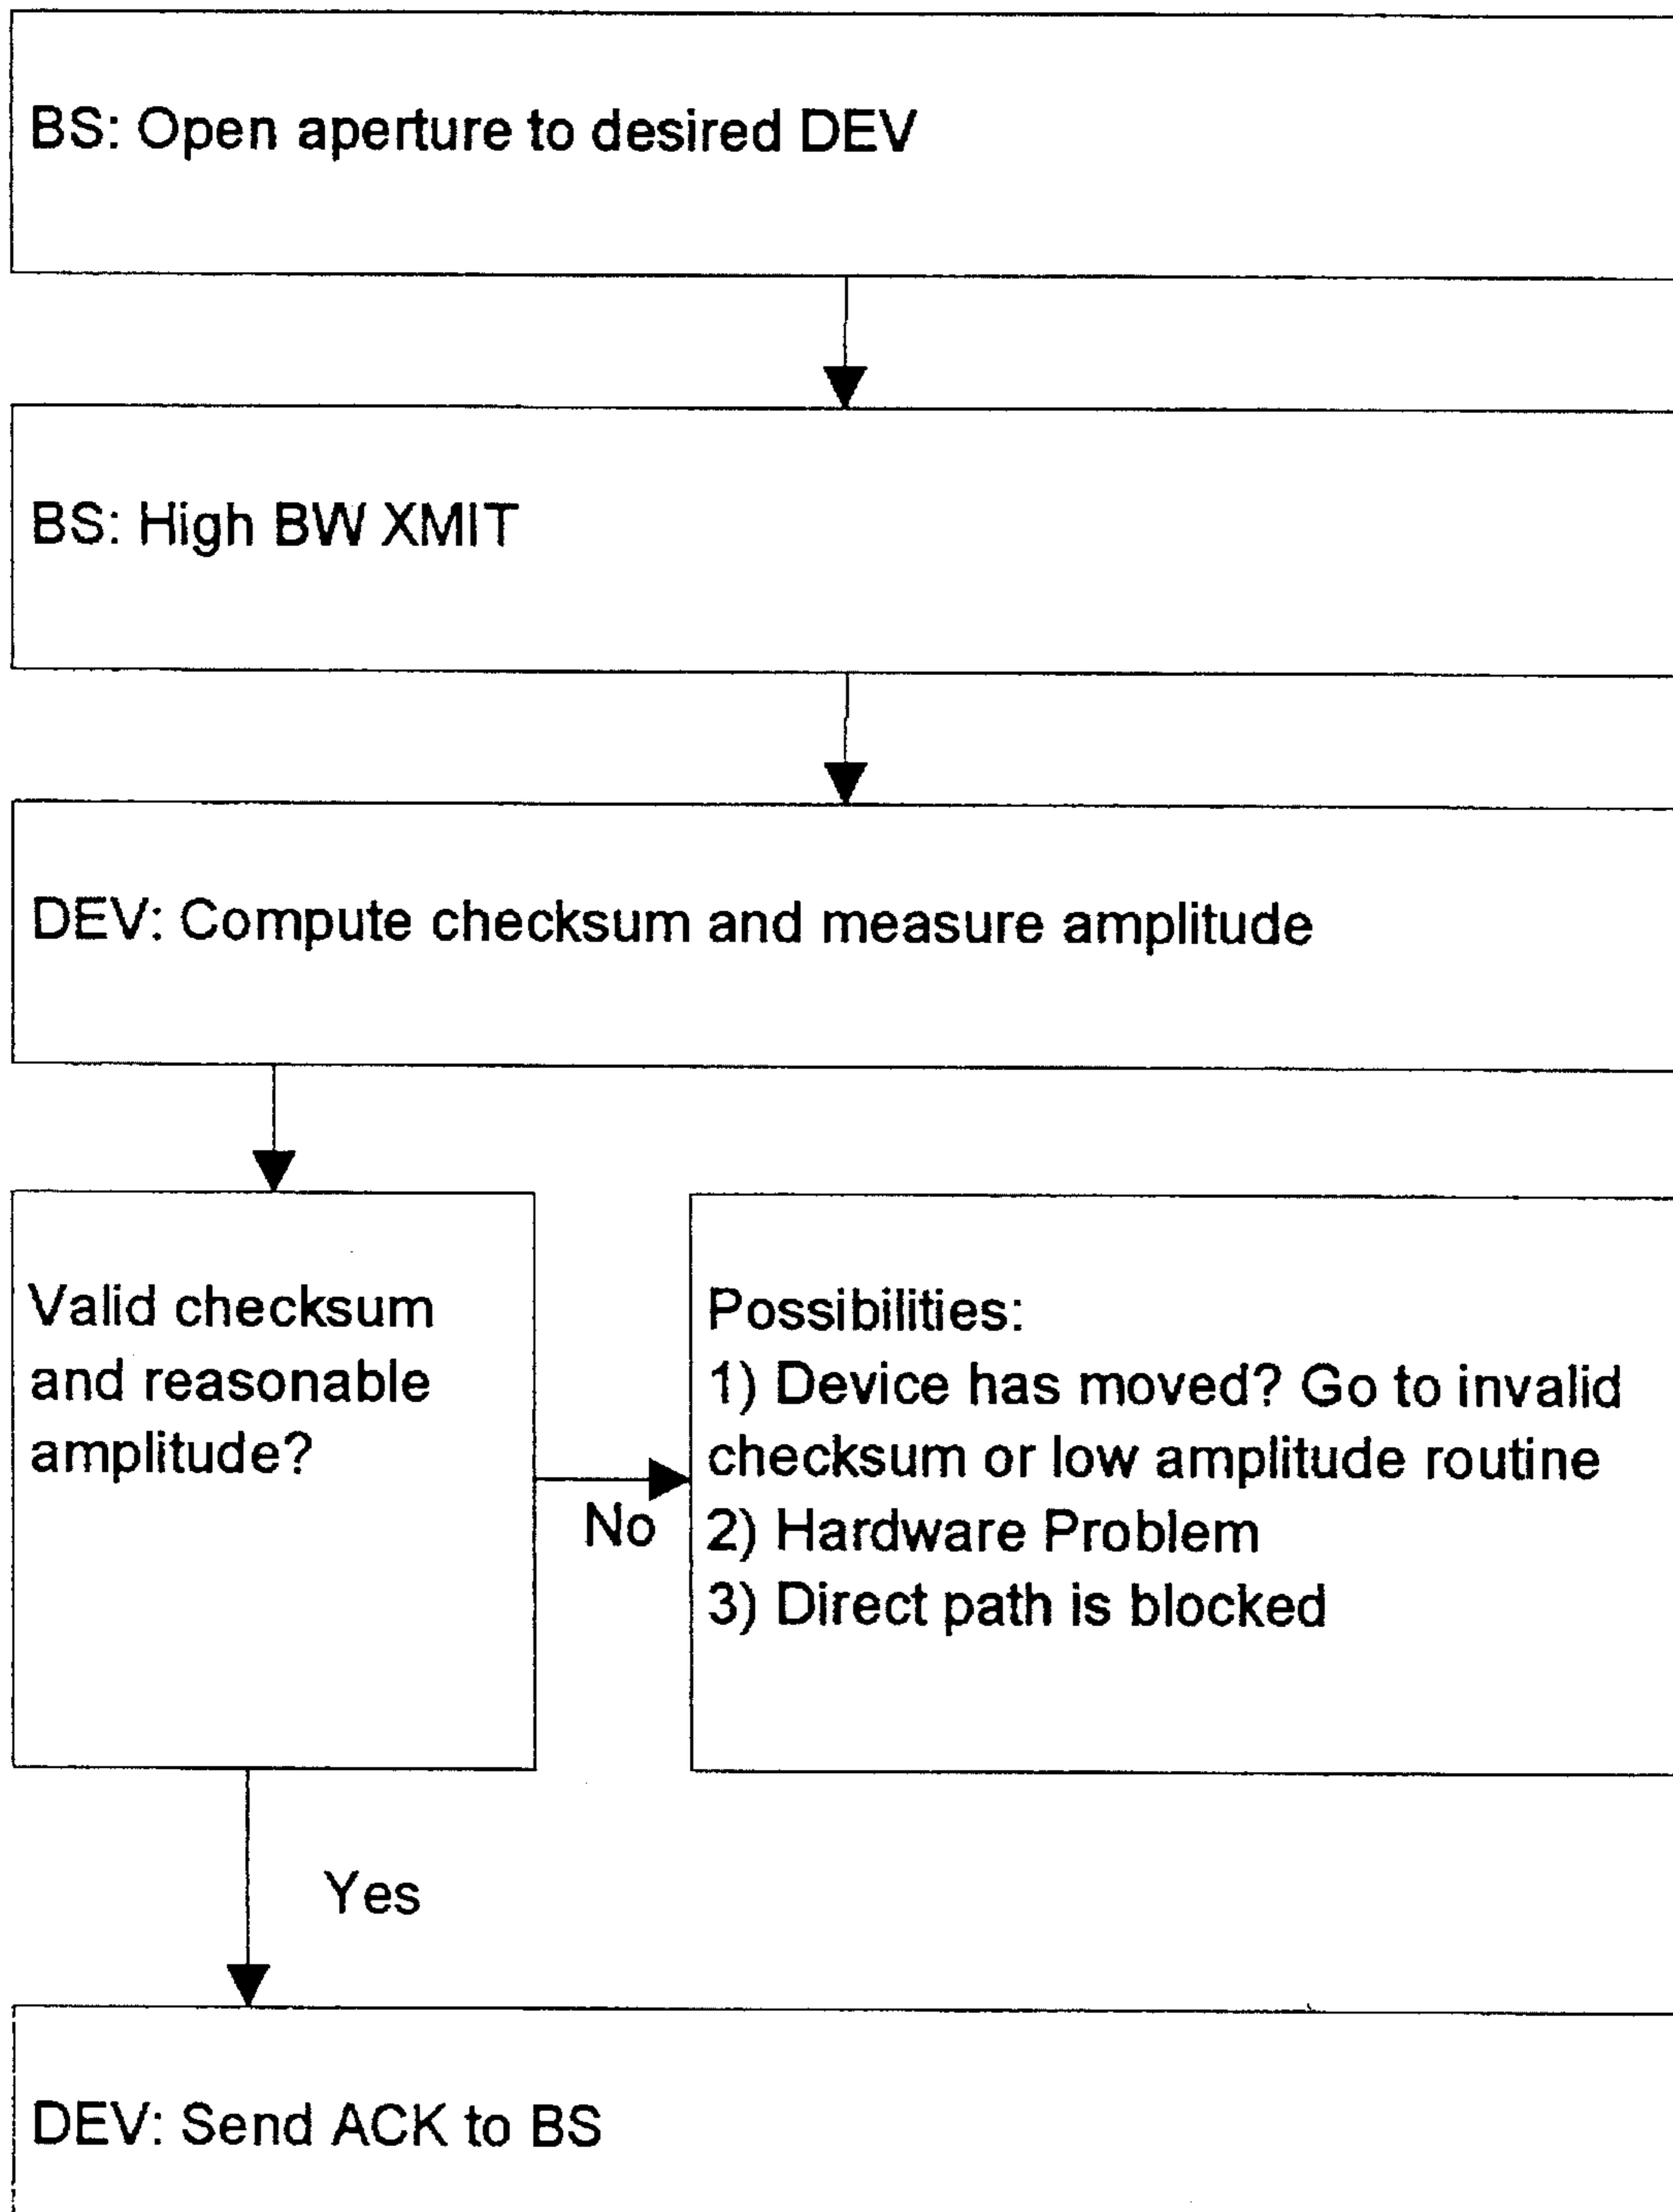 BS: Open aperture to desired DEV
BS: High BW XMIT
DEV: Compute checksum and measure amplitude
Valid checksum
and reasonable
amplitude?
No
Possibilities:
1) Device has moved? Go to invalid
checksum or low amplitude routine
2) Hardware Problem
3) Direct path is blocked
Yes
DEV: Send ACK to BS